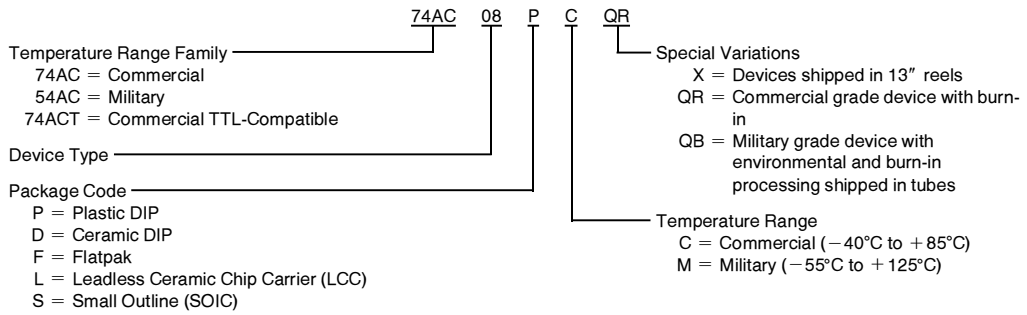 74AC 08 P C QR
Temperature Range Family
74AC = Commercial
54AC = Military
74ACT = Commercial TTL-Compatible
Device Type
Package Code
P = Plastic DIP
D = Ceramic DIP
F = Flatpak
L = Leadless Ceramic Chip Carrier (LCC)
S = Small Outline (SOIC)
Special Variations
X = Devices shipped in 13″ reels
QR = Commercial grade device with burn-
in
QB = Military grade device with
environmental and burn-in
processing shipped in tubes
Temperature Range
C = Commercial (−40°C to +85°C)
M = Military (−55°C to +125°C)